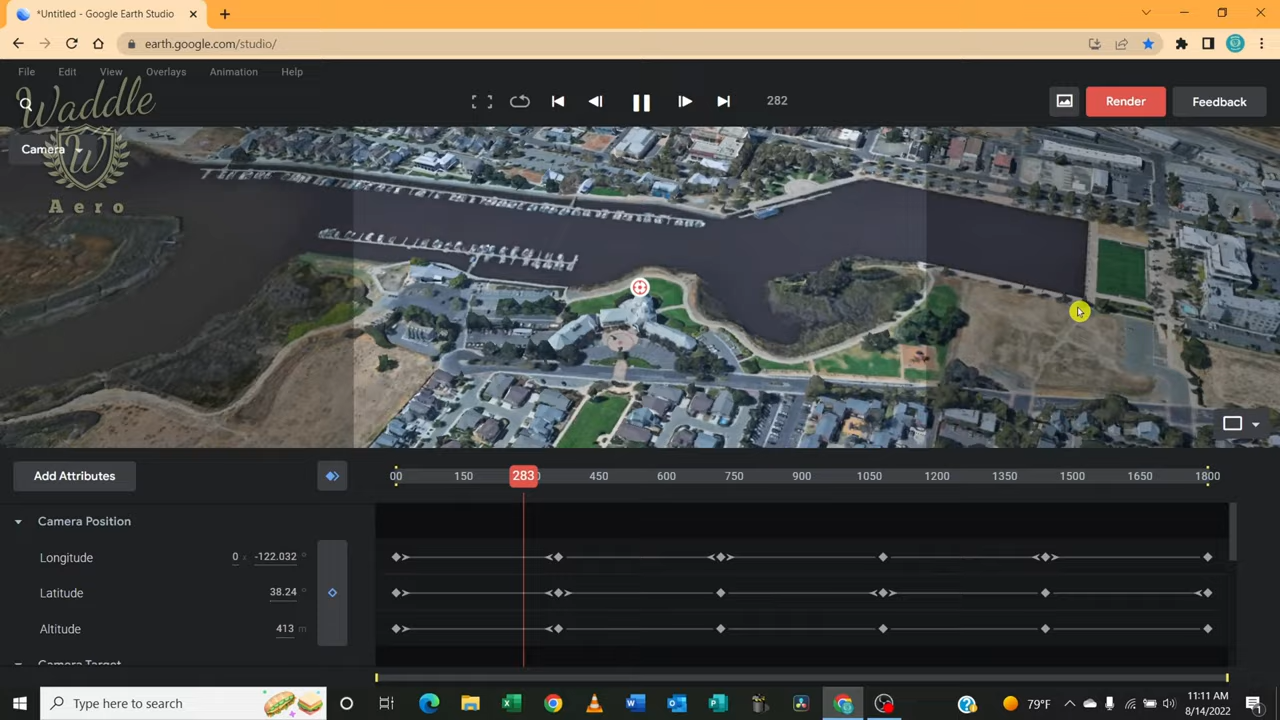 *Untitled - Google Earth Studio
earth.google.com/studio/
File Edit View Overlays Animation Help
Waddle
W
Aero
Camera
282
Render
Feedback
Add Attributes
00 150 283 450 600 750 900 1050 1200 1350 1500 1650 1800
Camera Position
Longitude 0 x -122.032 °
Latitude 38.24 °
Altitude 413 m
Camera Target
Type here to search
79°F
11:11 AM
8/14/2022
1